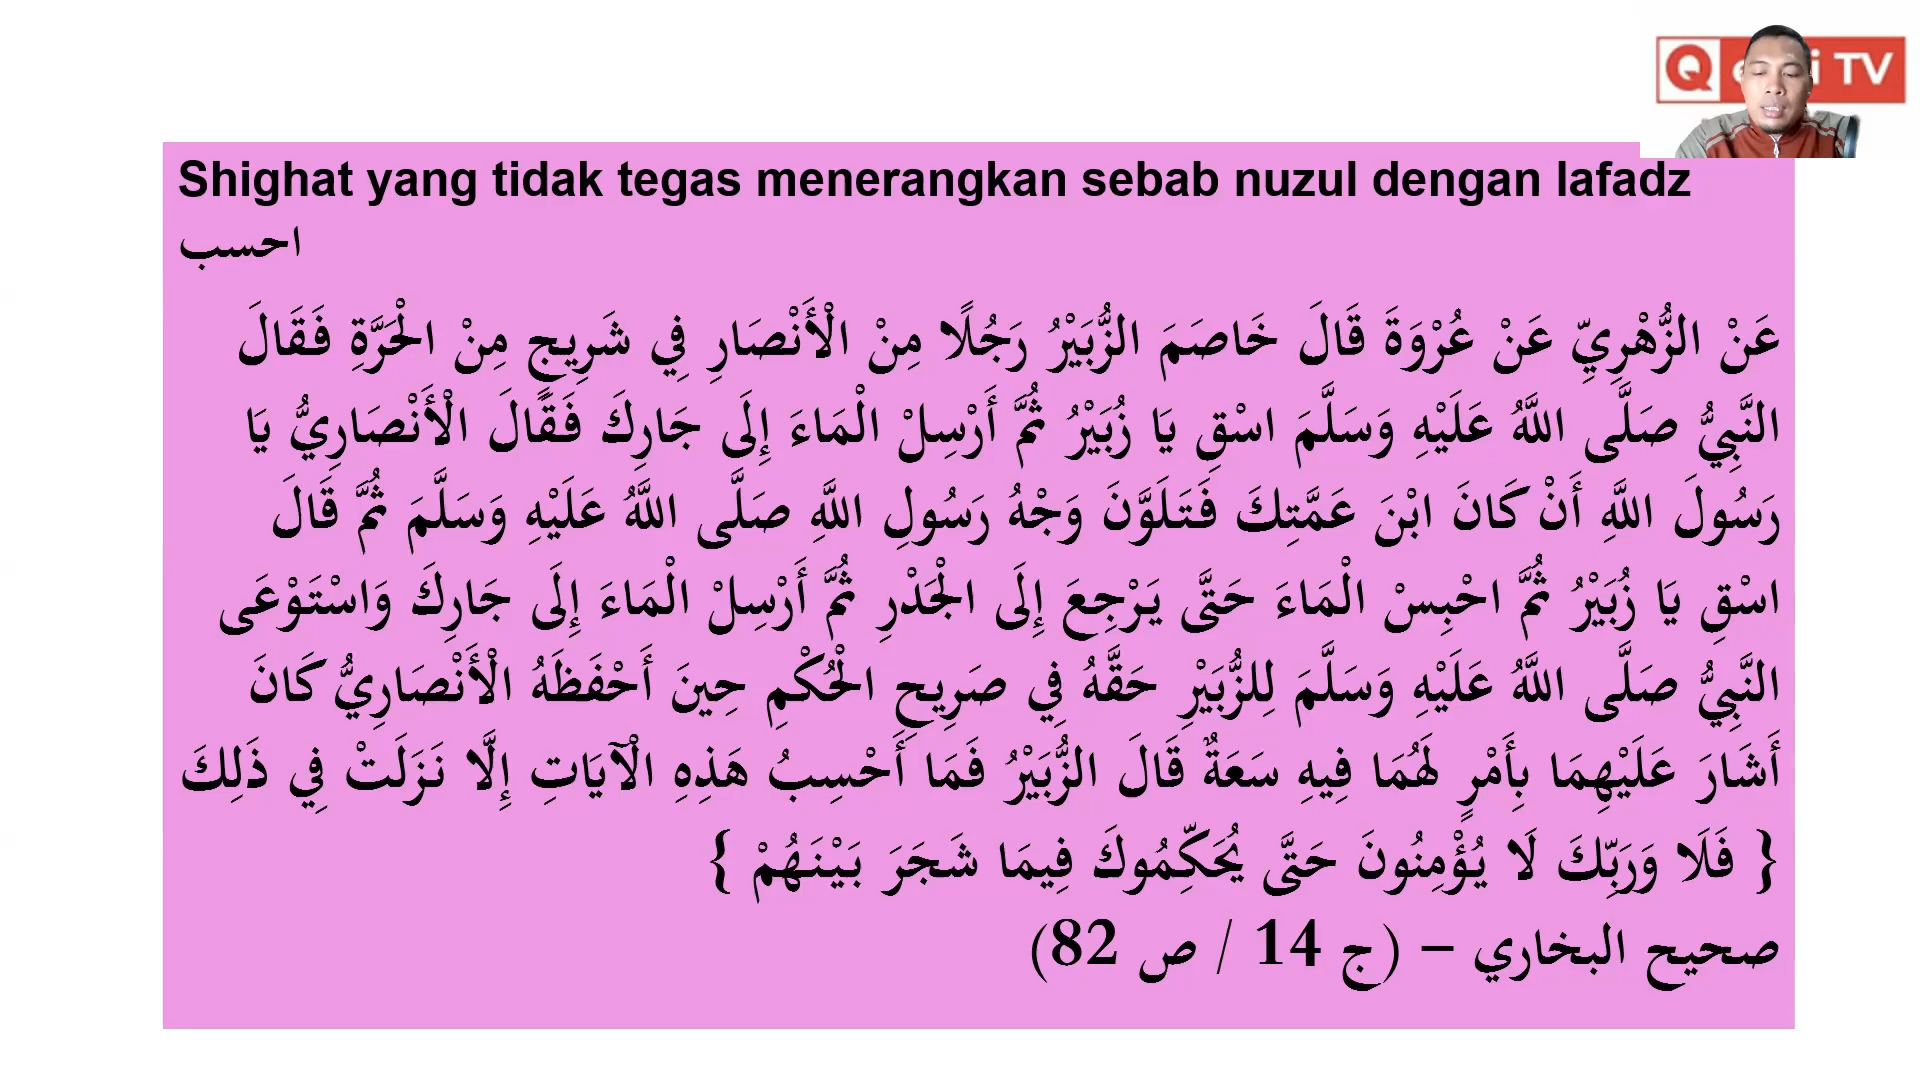 Q TV
Shighat yang tidak tegas menerangkan sebab nuzul dengan lafadz
احسب
عَنْ الزُّهْرِيِّ عَنْ عُرْوَةَ قَالَ خَاصَمَ الزُّبَيْرُ رَجُلًا مِنْ الْأَنْصَارِ فِي شَرِيجٍ مِنْ الْحَرَّةِ فَقَالَ
النَّبِيُّ صَلَّى اللَّهُ عَلَيْهِ وَسَلَّمَ اسْقِ يَا زُبَيْرُ ثُمَّ أَرْسِلْ الْمَاءَ إِلَى جَارِكَ فَقَالَ الْأَنْصَارِيُّ يَا
رَسُولَ اللَّهِ أَنْ كَانَ ابْنَ عَمَّتِكَ فَتَلَوَّنَ وَجْهُ رَسُولِ اللَّهِ صَلَّى اللَّهُ عَلَيْهِ وَسَلَّمَ ثُمَّ قَالَ
اسْقِ يَا زُبَيْرُ ثُمَّ احْبِسْ الْمَاءَ حَتَّى يَرْجِعَ إِلَى الْجَدْرِ ثُمَّ أَرْسِلْ الْمَاءَ إِلَى جَارِكَ وَاسْتَوْعَى
النَّبِيُّ صَلَّى اللَّهُ عَلَيْهِ وَسَلَّمَ لِلزُّبَيْرِ حَقَّهُ فِي صَرِيحِ الْحُكْمِ حِينَ أَحْفَظَهُ الْأَنْصَارِيُّ كَانَ
أَشَارَ عَلَيْهِمَا بِأَمْرٍ لَهُمَا فِيهِ سَعَةٌ قَالَ الزُّبَيْرُ فَمَا أَحْسِبُ هَذِهِ الْآيَاتِ إِلَّا نَزَلَتْ فِي ذَلِكَ
{ فَلَا وَرَبِّكَ لَا يُؤْمِنُونَ حَتَّى يُحَكِّمُوكَ فِيمَا شَجَرَ بَيْنَهُمْ }
صحيح البخاري – (ج 14 / ص 82)